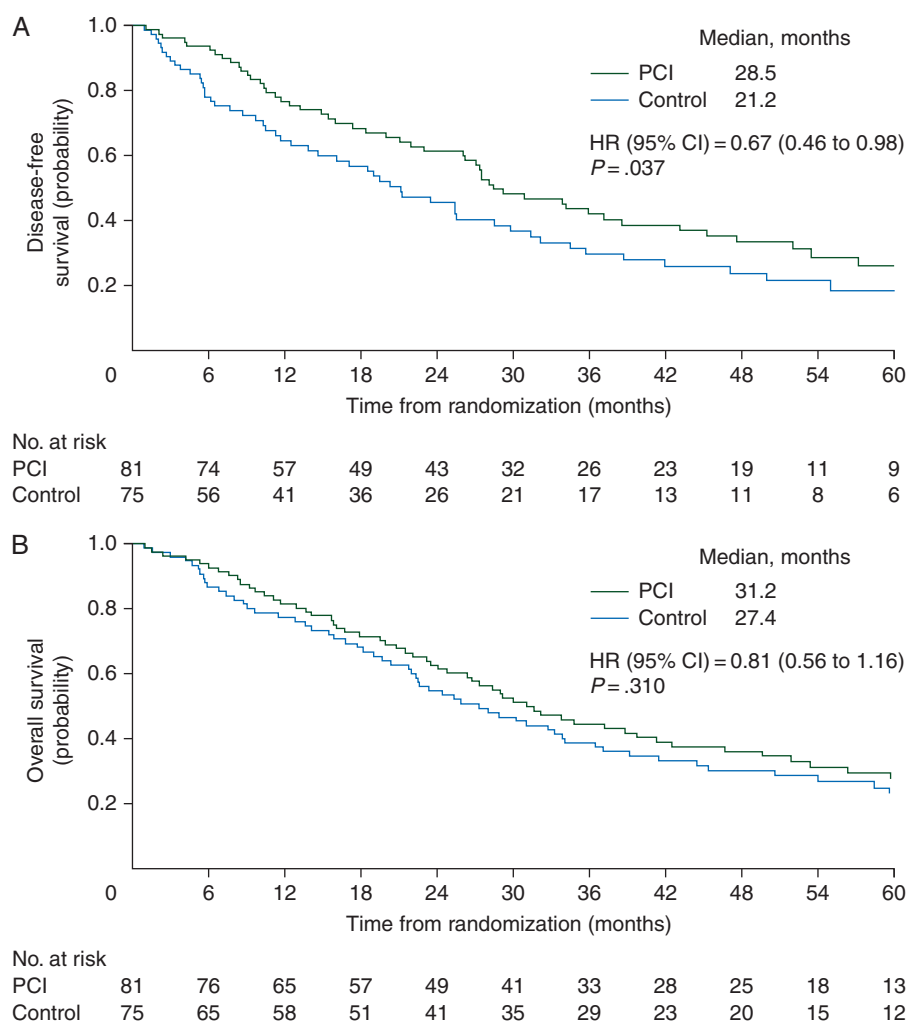 A
1.0
0.8
0.6
0.4
0.2
0
Disease-free
survival (probability)
Median, months
PCI 28.5
Control 21.2
HR (95% CI) = 0.67 (0.46 to 0.98)
P = .037
6 12 18 24 30 36 42 48 54 60
Time from randomization (months)
No. at risk
PCI 81 74 57 49 43 32 26 23 19 11 9
Control 75 56 41 36 26 21 17 13 11 8 6
B
1.0
0.8
0.6
0.4
0.2
0
Overall survival
(probability)
Median, months
PCI 31.2
Control 27.4
HR (95% CI) = 0.81 (0.56 to 1.16)
P = .310
6 12 18 24 30 36 42 48 54 60
Time from randomization (months)
No. at risk
PCI 81 76 65 57 49 41 33 28 25 18 13
Control 75 65 58 51 41 35 29 23 20 15 12